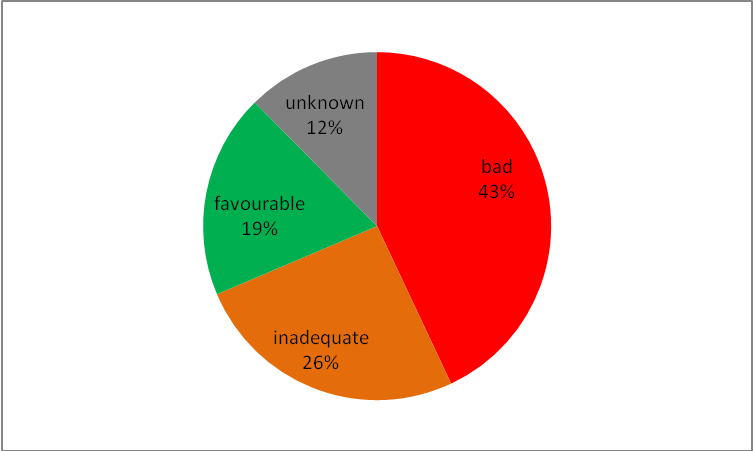 unknown
12%
bad
43%
favourable
19%
inadequate
26%